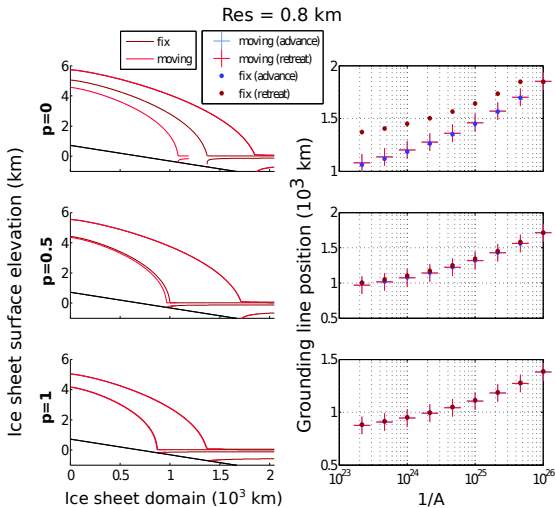 Res = 0.8 km
fix
moving
moving (advance)
moving (retreat)
fix (advance)
fix (retreat)
Ice sheet surface elevation (km)
p=0
6
4
2
0
p=0.5
6
4
2
0
p=1
6
4
2
0
0
0.5
1
1.5
2
Ice sheet domain (10³ km)
Grounding line position (10³ km)
2
1.5
1
2
1.5
1
0.5
1.5
1
0.5
10²³
10²⁴
10²⁵
10²⁶
1/A